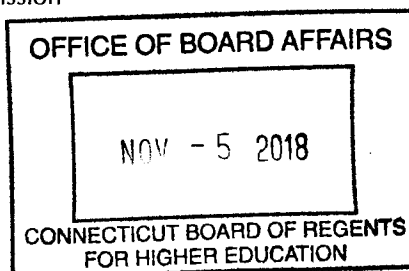 OFFICE OF BOARD AFFAIRS
NOV - 5 2018
CONNECTICUT BOARD OF REGENTS
FOR HIGHER EDUCATION